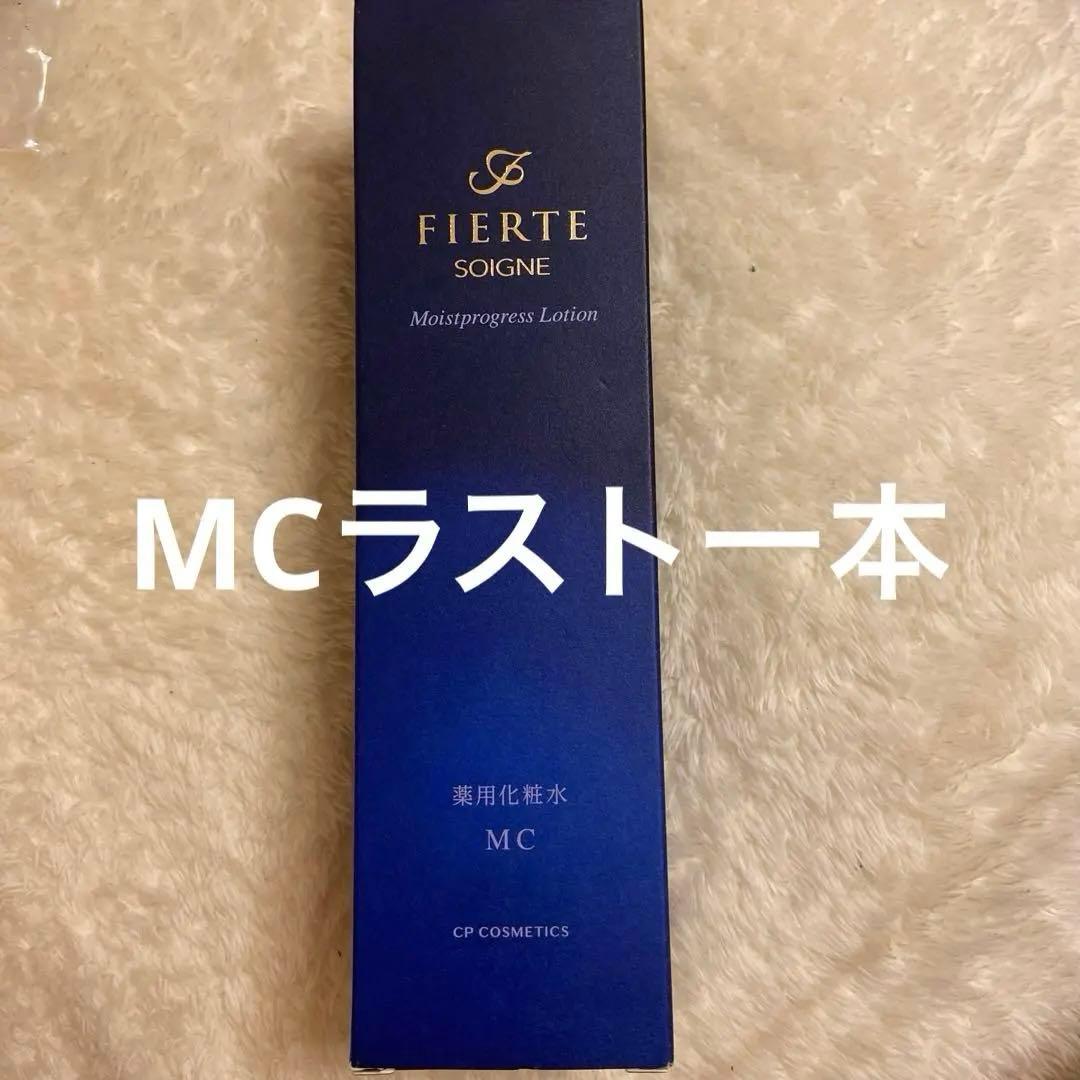 FIERTE
SOIGNE
Moistprogress Lotion
MCラスト一本
薬用化粧水
MC
CP COSMETICS